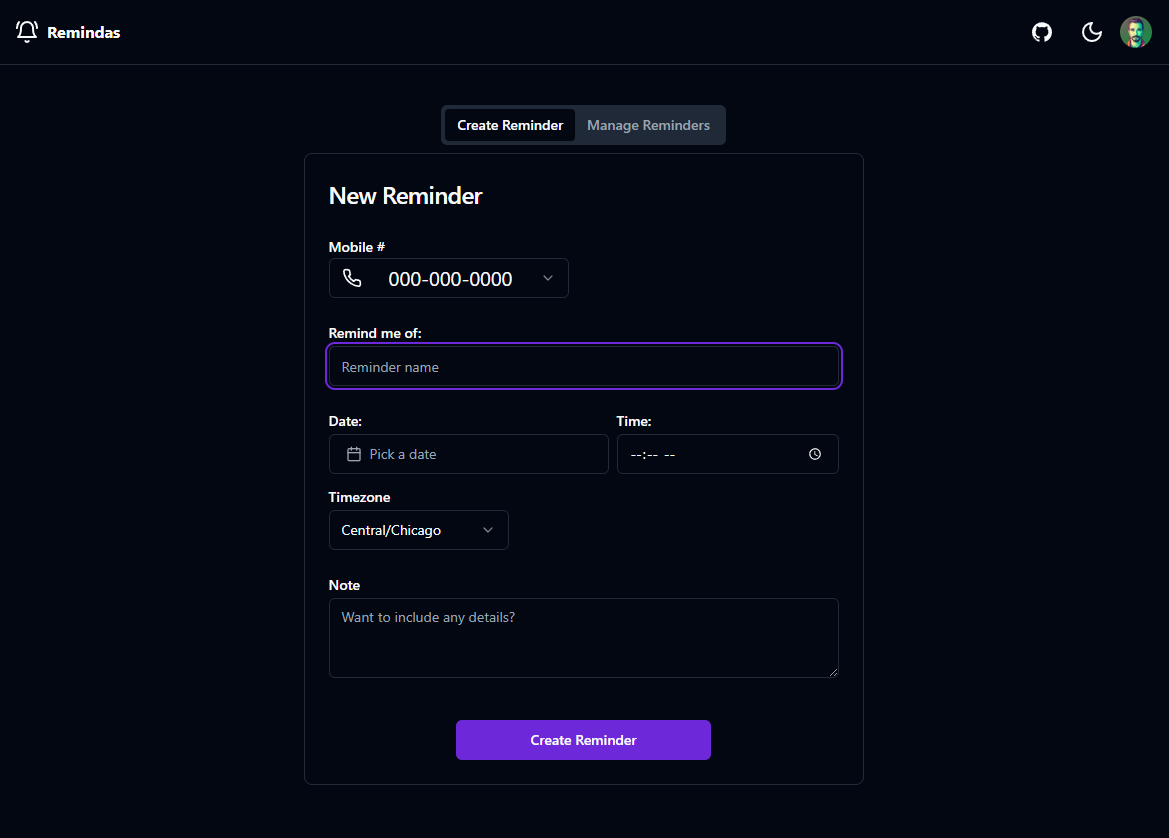 Remindas
Create Reminder Manage Reminders
New Reminder
Mobile #
000-000-0000
Remind me of:
Reminder name
Date: Time:
Pick a date --:-- --
Timezone
Central/Chicago
Note
Want to include any details?
Create Reminder